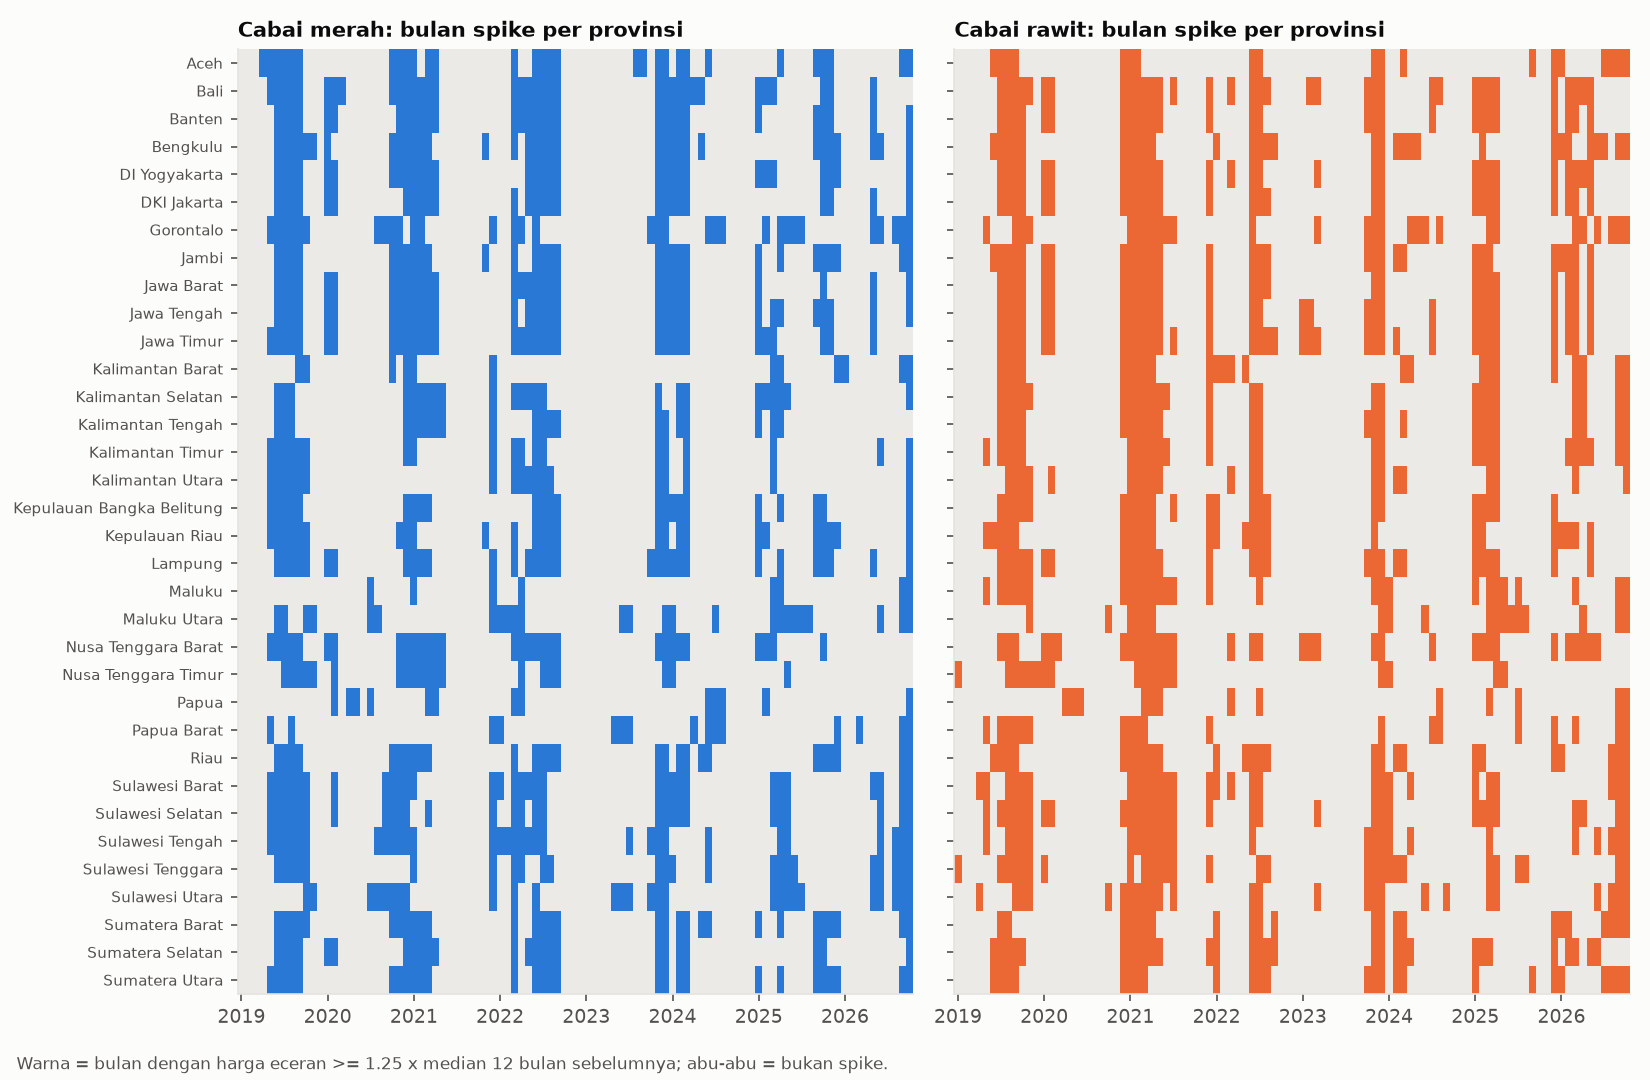 Cabai merah: bulan spike per provinsi
Cabai rawit: bulan spike per provinsi
Aceh
Bali
Banten
Bengkulu
DI Yogyakarta
DKI Jakarta
Gorontalo
Jambi
Jawa Barat
Jawa Tengah
Jawa Timur
Kalimantan Barat
Kalimantan Selatan
Kalimantan Tengah
Kalimantan Timur
Kalimantan Utara
Kepulauan Bangka Belitung
Kepulauan Riau
Lampung
Maluku
Maluku Utara
Nusa Tenggara Barat
Nusa Tenggara Timur
Papua
Papua Barat
Riau
Sulawesi Barat
Sulawesi Selatan
Sulawesi Tengah
Sulawesi Tenggara
Sulawesi Utara
Sumatera Barat
Sumatera Selatan
Sumatera Utara
2019 2020 2021 2022 2023 2024 2025 2026
2019 2020 2021 2022 2023 2024 2025 2026
Warna = bulan dengan harga eceran >= 1.25 x median 12 bulan sebelumnya; abu-abu = bukan spike.